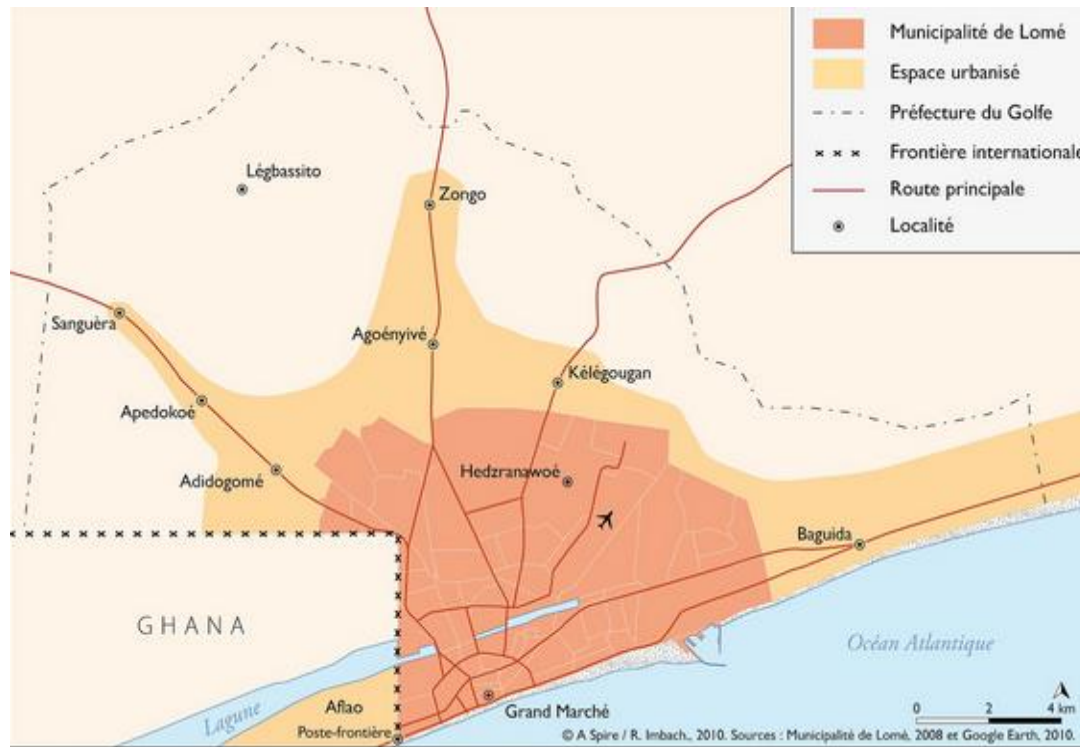 Municipalité de Lomé
Espace urbanisé
Préfecture du Golfe
Frontière internationale
Route principale
Localité
Légbassito
Zongo
Sanguèra
Agoényivé
Kélégougan
Apedokoé
Adidogomé
Hedzranawoé
Baguida
GHANA
Océan Atlantique
Lagune
Aflao
Poste-frontière
Grand Marché
0 2 4 km
© A Spire / R. Imbach., 2010. Sources : Municipalité de Lomé, 2008 et Google Earth, 2010.